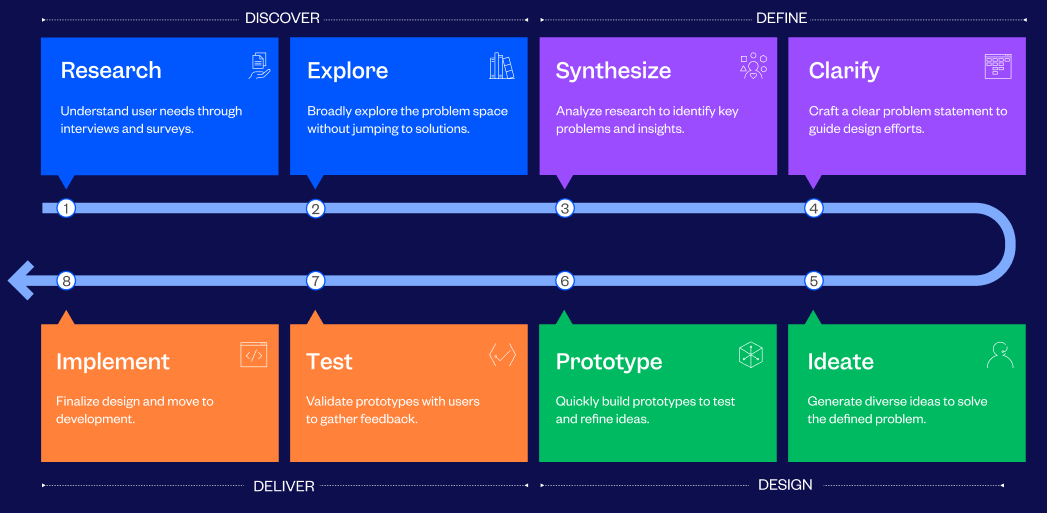 DISCOVER
DEFINE
Research
Understand user needs through
interviews and surveys.
Explore
Broadly explore the problem space
without jumping to solutions.
Synthesize
Analyze research to identify key
problems and insights.
Clarify
Craft a clear problem statement to
guide design efforts.
1
2
3
4
8
7
6
5
Implement
Finalize design and move to
development.
Test
Validate prototypes with users
to gather feedback.
Prototype
Quickly build prototypes to test
and refine ideas.
Ideate
Generate diverse ideas to solve
the defined problem.
DELIVER
DESIGN